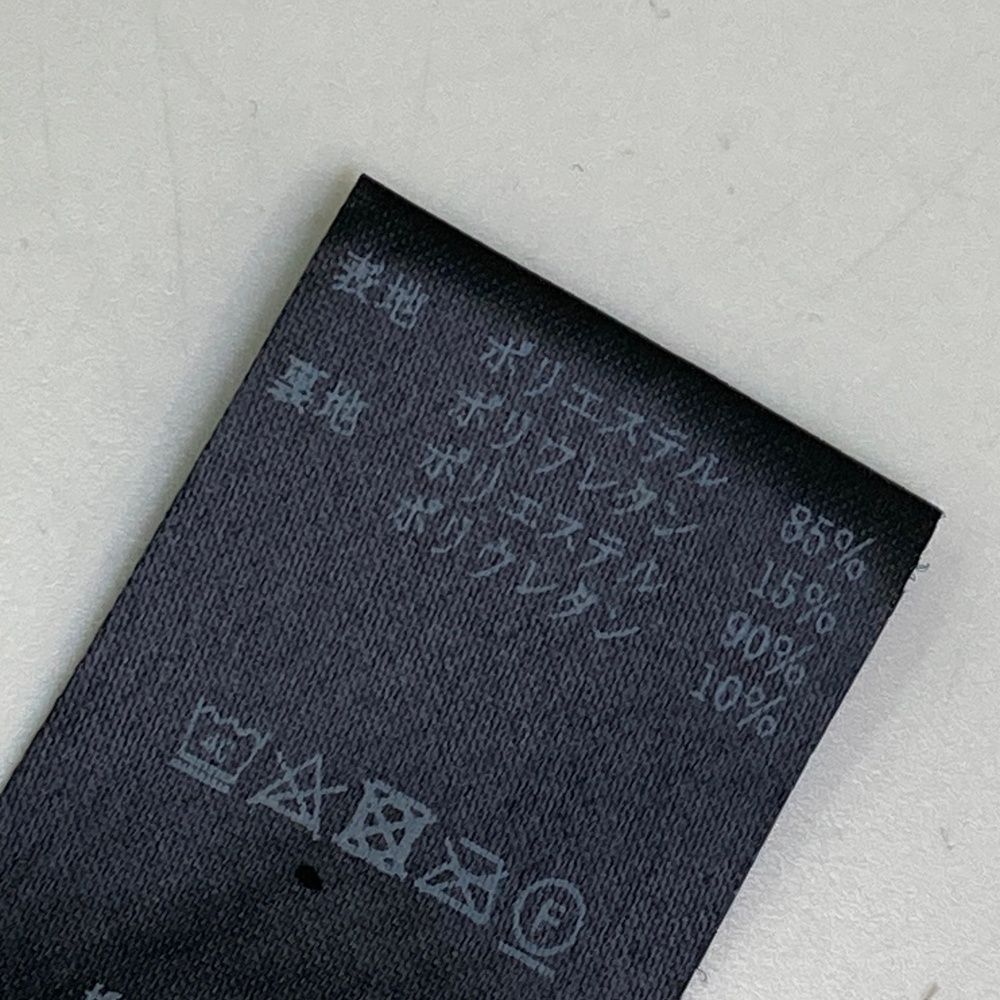 表地 ポリエステル 85%
ポリウレタン 15%
裏地 ポリエステル 90%
ポリウレタン 10%
40
F